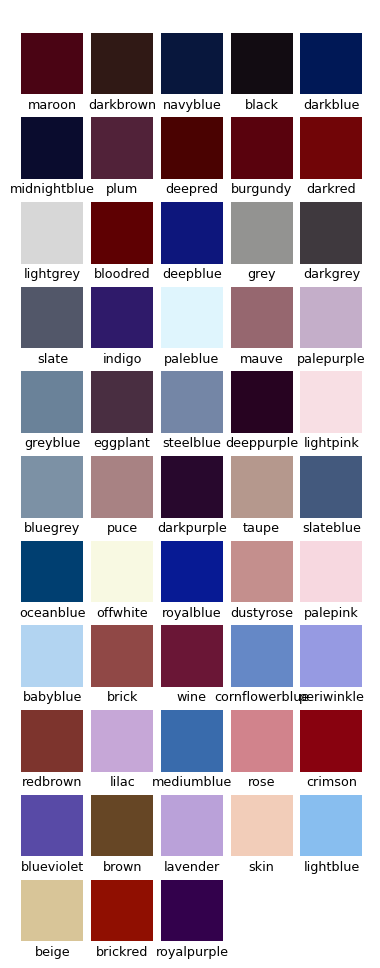 maroon darkbrown navyblue black darkblue
midnightblue plum deepred burgundy darkred
lightgrey bloodred deepblue grey darkgrey
slate indigo paleblue mauve palepurple
greyblue eggplant steelblue deeppurple lightpink
bluegrey puce darkpurple taupe slateblue
oceanblue offwhite royalblue dustyrose palepink
babyblue brick wine cornflowerblue periwinkle
redbrown lilac mediumblue rose crimson
blueviolet brown lavender skin lightblue
beige brickred royalpurple